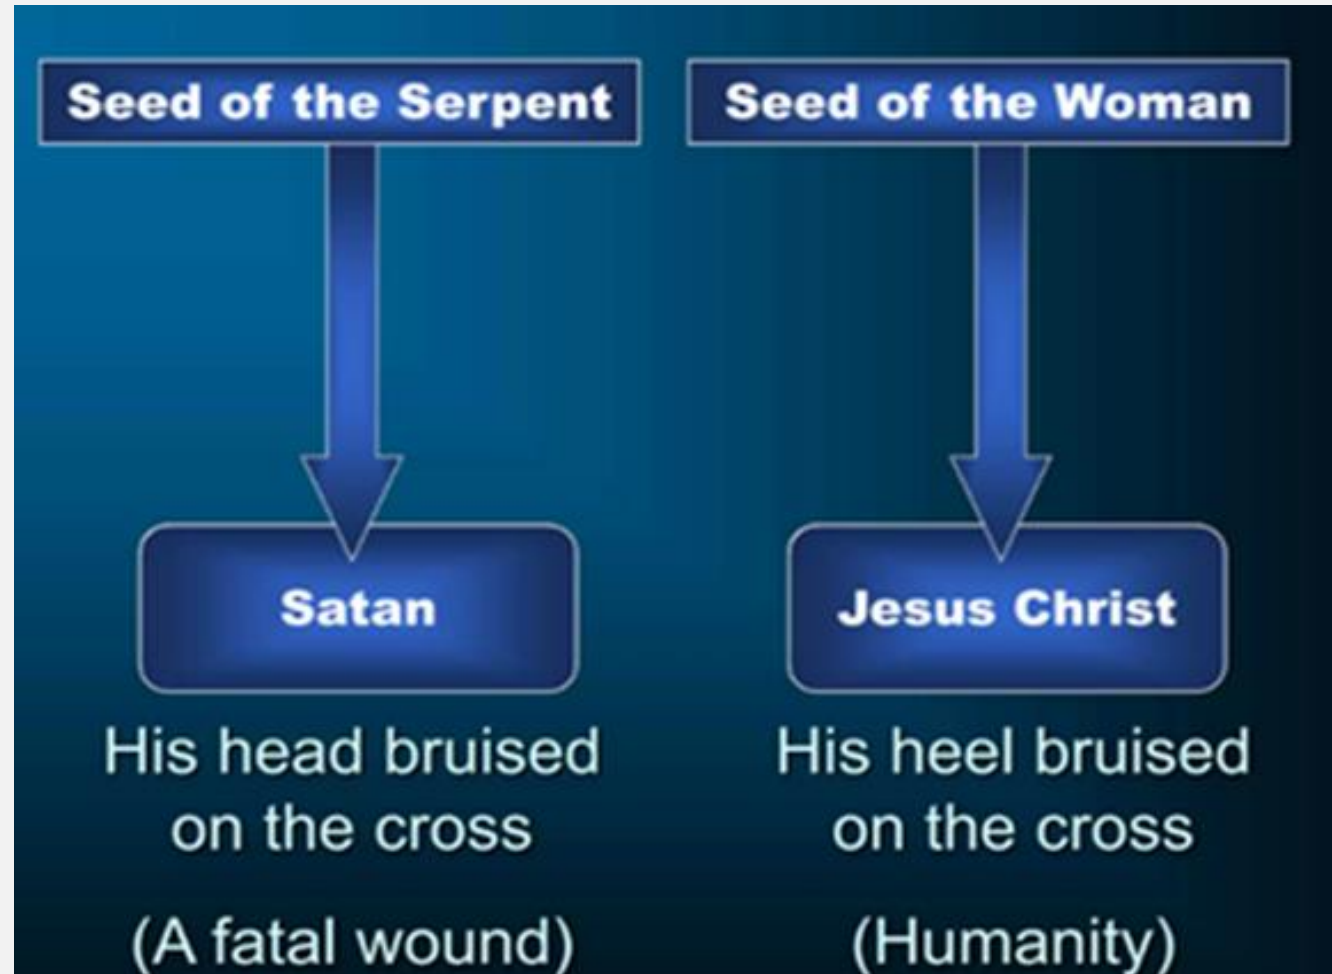 Seed of the Serpent
Seed of the Woman
Satan
Jesus Christ
His head bruised
on the cross
(A fatal wound)
His heel bruised
on the cross
(Humanity)